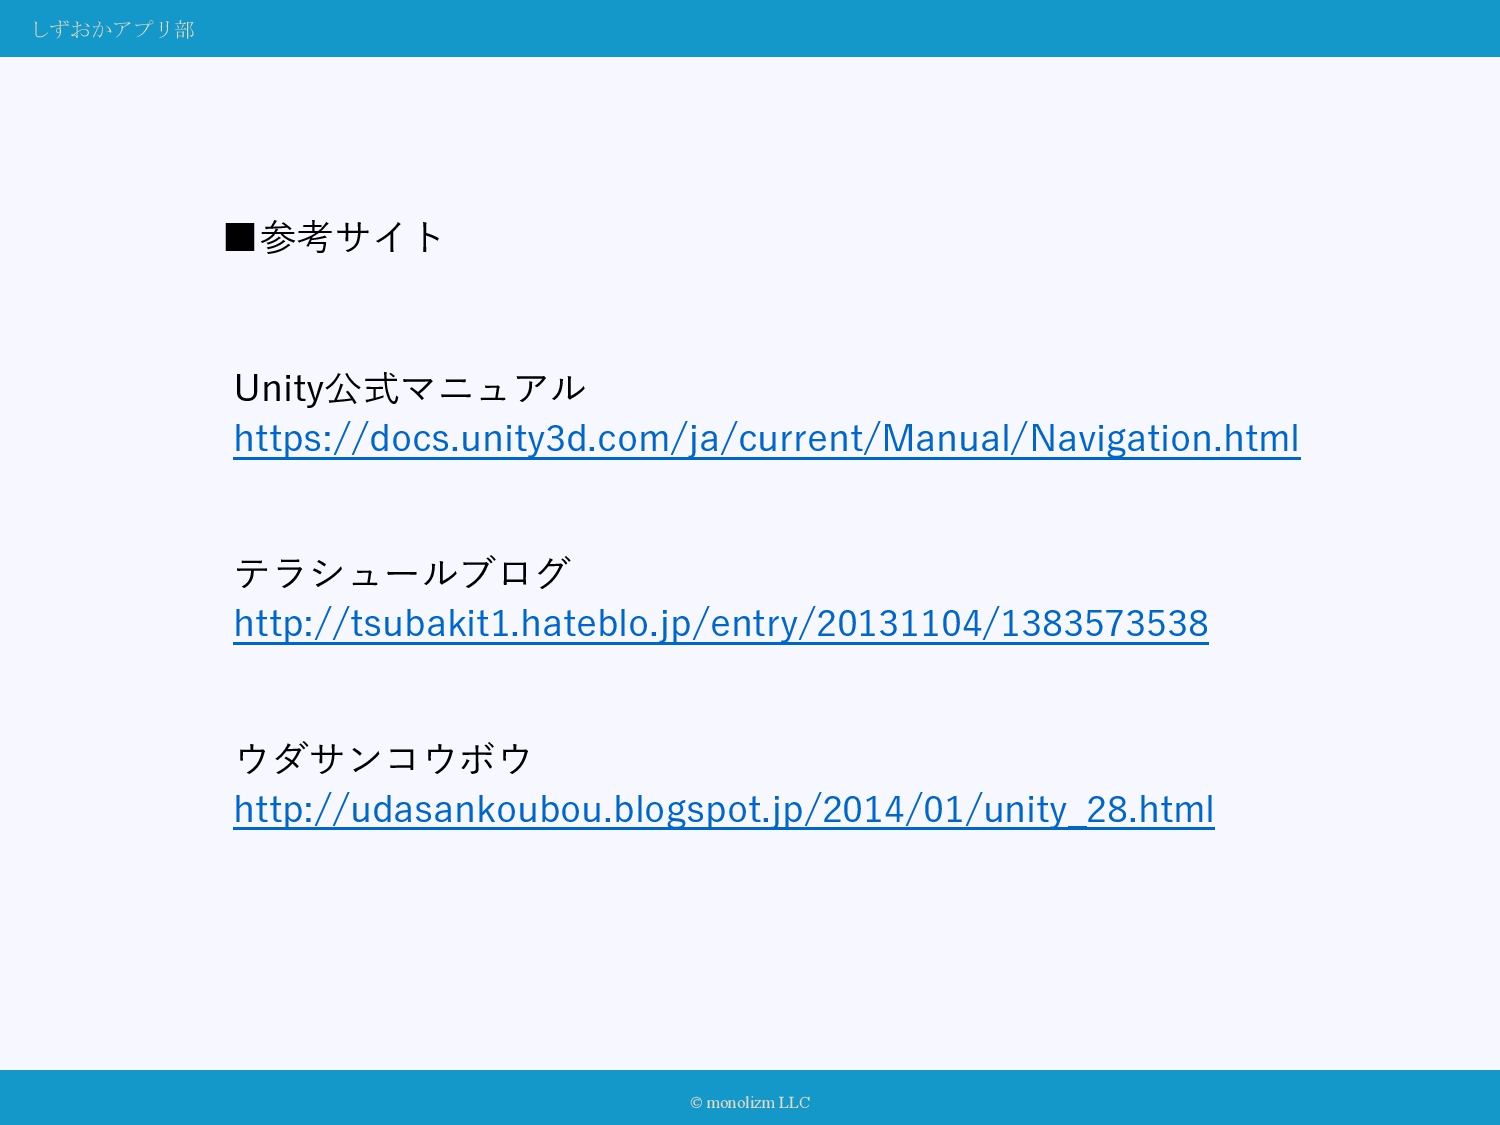 しずおかアプリ部
■参考サイト
Unity公式マニュアル
https://docs.unity3d.com/ja/current/Manual/Navigation.html
テラシュールブログ
http://tsubakit1.hateblo.jp/entry/20131104/1383573538
ウダサンコウボウ
http://udasankoubou.blogspot.jp/2014/01/unity_28.html
© monolizm LLC